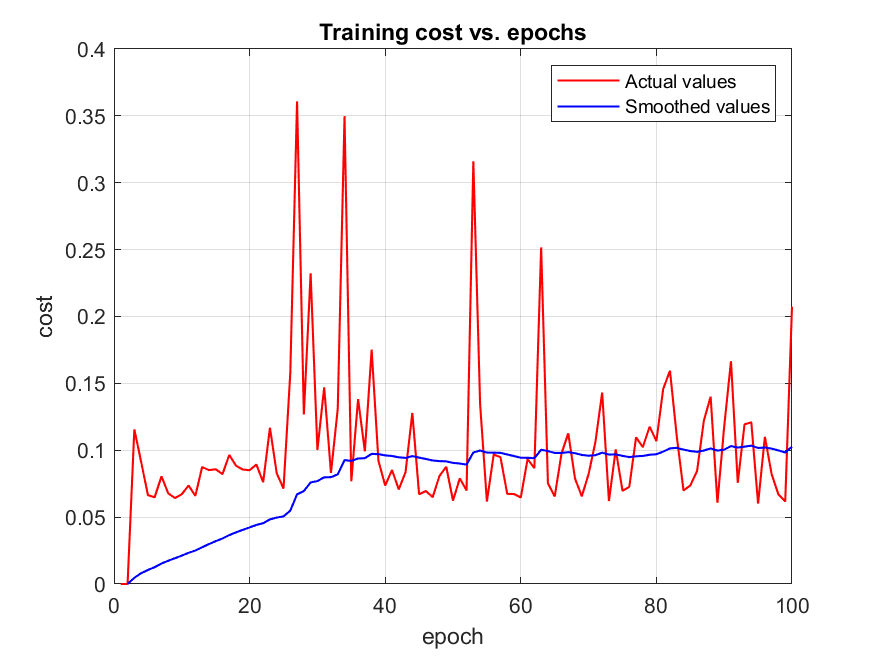 Training cost vs. epochs
0.4
0.35
0.3
0.25
0.2
0.15
0.1
0.05
0
cost
Actual values
Smoothed values
0 20 40 60 80 100
epoch